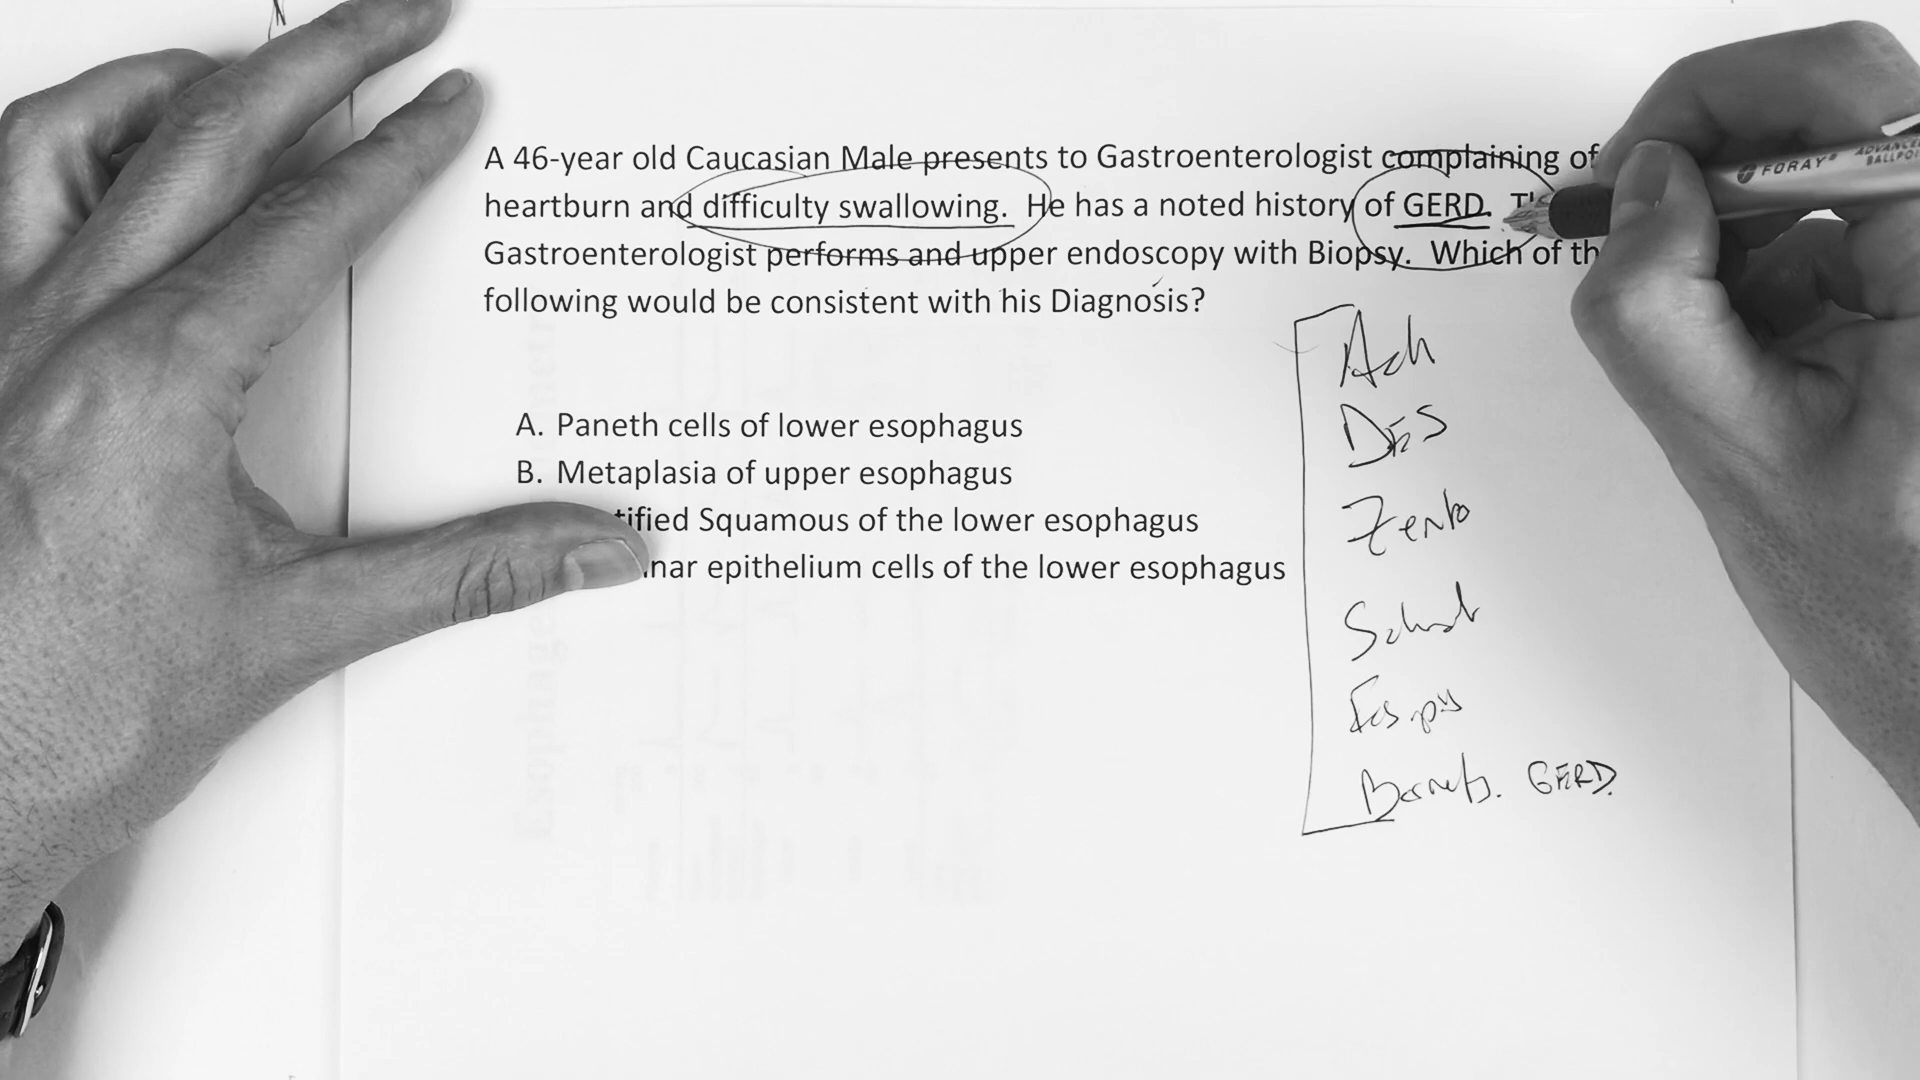 A 46-year old Caucasian Male presents to Gastroenterologist complaining of
heartburn and difficulty swallowing. He has a noted history of GERD.
Gastroenterologist performs and upper endoscopy with Biopsy. Which of th
following would be consistent with his Diagnosis?
A. Paneth cells of lower esophagus
B. Metaplasia of upper esophagus
tified Squamous of the lower esophagus
nar epithelium cells of the lower esophagus
Ach
DES
Zenk
GERD.
FORAY
ADVANCE
BALLPOI